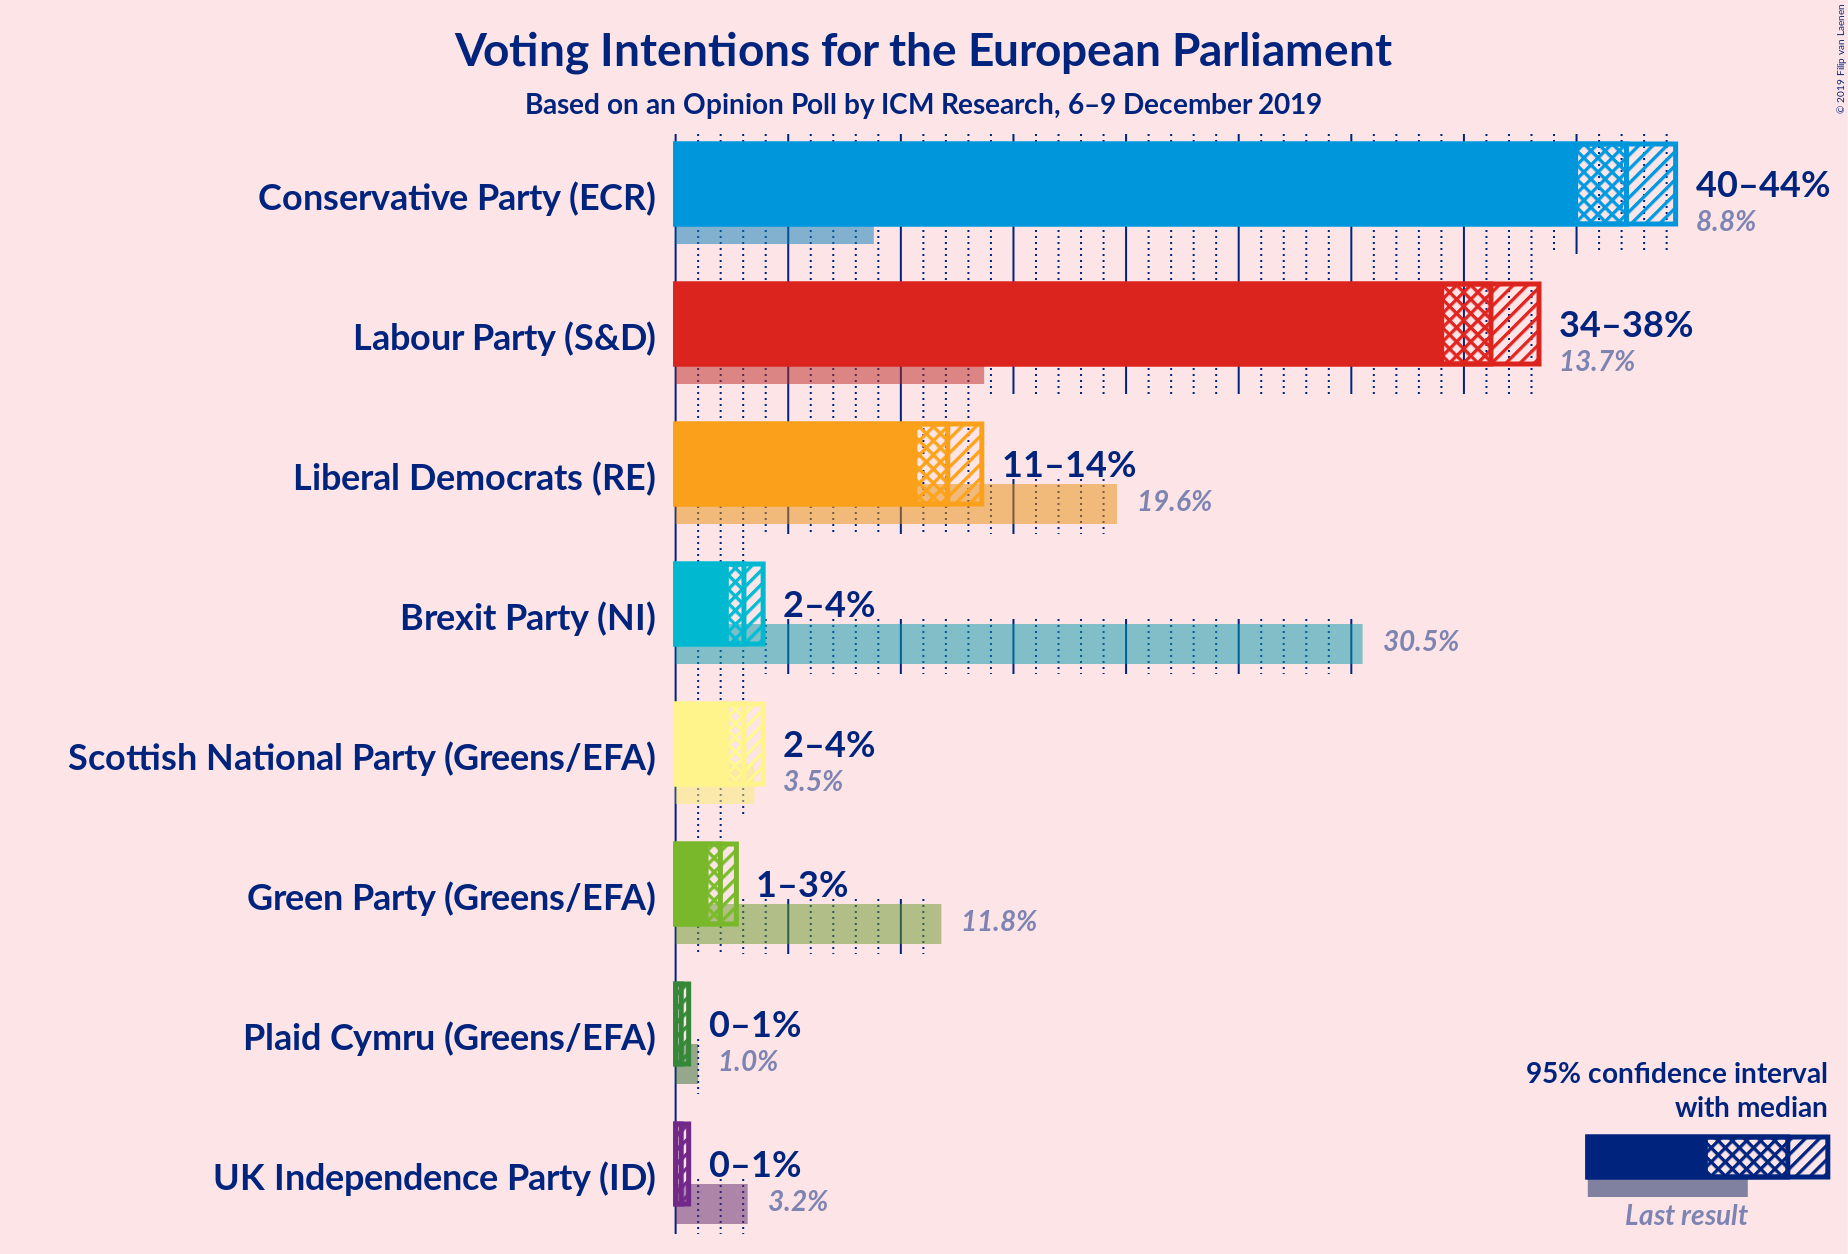 Voting Intentions for the European Parliament
Based on an Opinion Poll by ICM Research, 6–9 December 2019
© 2019 Filip van Laenen
Conservative Party (ECR)
40–44%
8.8%
Labour Party (S&D)
34–38%
13.7%
Liberal Democrats (RE)
11–14%
19.6%
Brexit Party (NI)
2–4%
30.5%
Scottish National Party (Greens/EFA)
2–4%
3.5%
Green Party (Greens/EFA)
1–3%
11.8%
Plaid Cymru (Greens/EFA)
0–1%
1.0%
UK Independence Party (ID)
0–1%
3.2%
95% confidence interval
with median
Last result